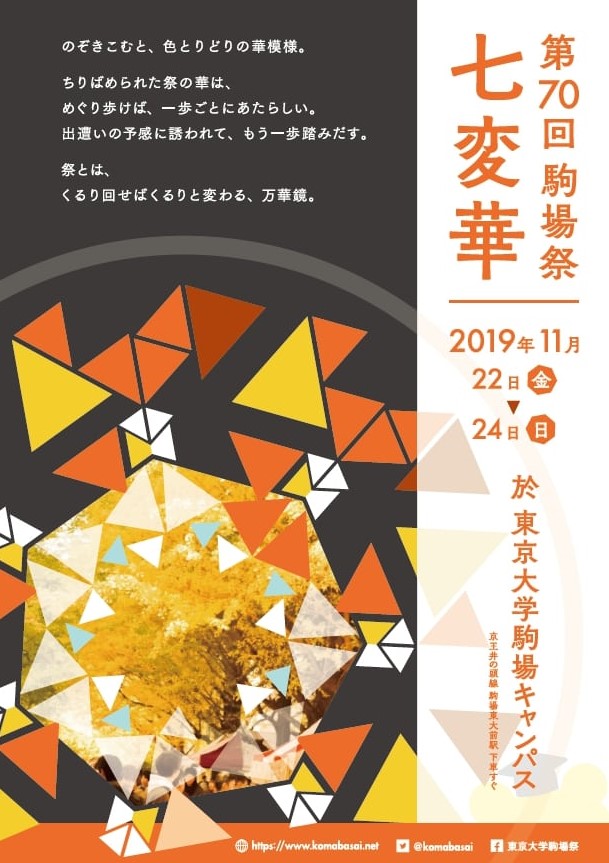 のぞきこむと、色とりどりの華模様。
ちりばめられた祭の華は、
めぐり歩けば、一歩ごとにあたらしい。
出遭いの予感に誘われて、もう一歩踏みだす。
祭とは、
くるり回せばくるりと変わる、万華鏡。
第70回 駒場祭
七変華
2019年11月
22日 金
▼
24日 日
於 東京大学駒場キャンパス
京王井の頭線 駒場東大前駅 下車すぐ
https://www.komabasai.net
@komabasai
東京大学駒場祭